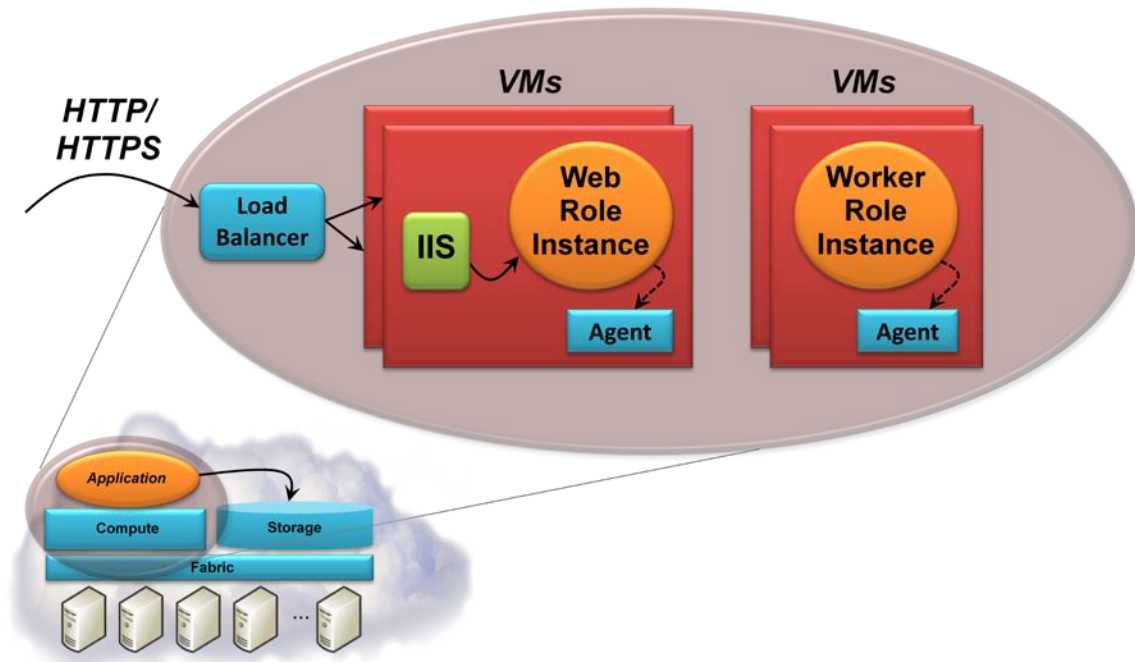 VMs
VMs
HTTP/
HTTPS
Load
Balancer
IIS
Web
Role
Instance
Agent
Worker
Role
Instance
Agent
Application
Compute
Storage
Fabric
...